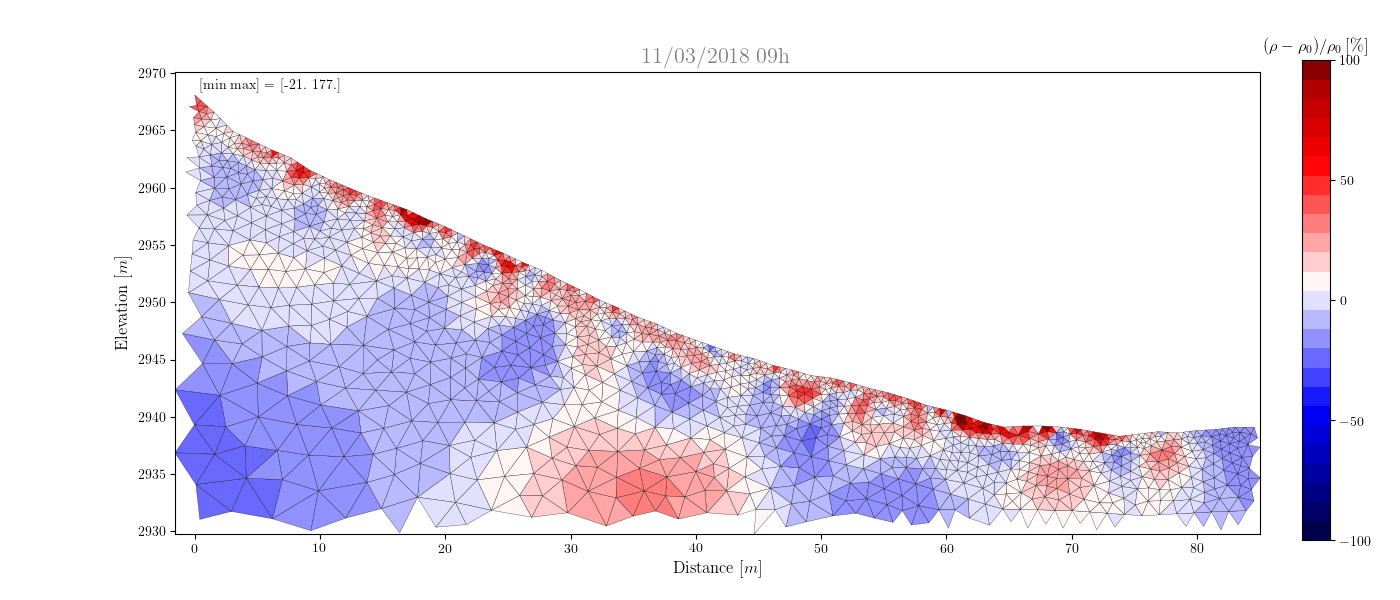 11/03/2018 09h
(ρ − ρ₀)/ρ₀ [%]
[min max] = [-21. 177.]
2970
2965
2960
2955
2950
2945
2940
2935
2930
Elevation [m]
0 10 20 30 40 50 60 70 80
Distance [m]
100
50
0
−50
−100